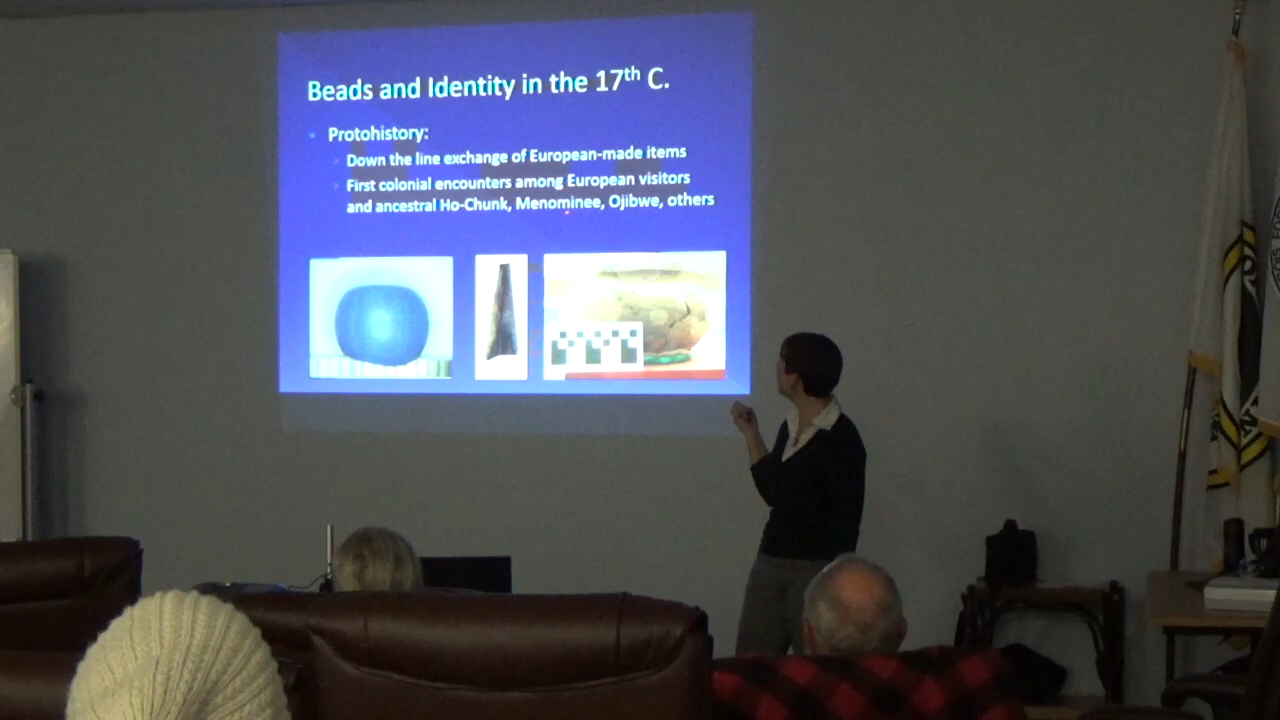 Beads and Identity in the 17th C.
Protohistory:
Down the line exchange of European-made items
First colonial encounters among European visitors
and ancestral Ho-Chunk, Menominee, Ojibwe, others